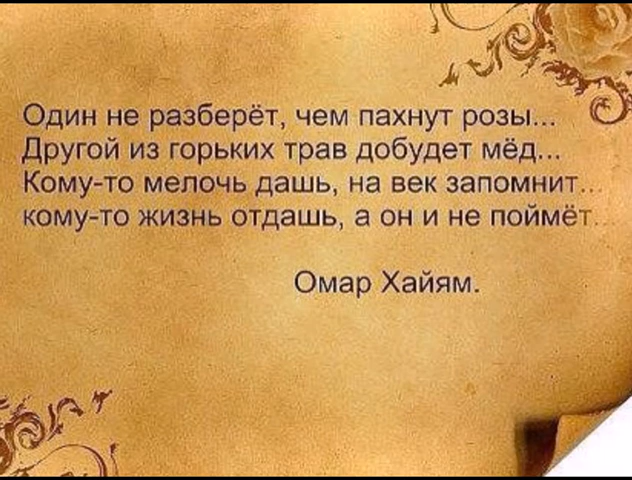 Один не разберёт, чем пахнут розы...
Другой из горьких трав добудет мёд...
Кому-то мелочь дашь, на век запомнит...
кому-то жизнь отдашь, а он и не поймёт...
Омар Хайям.